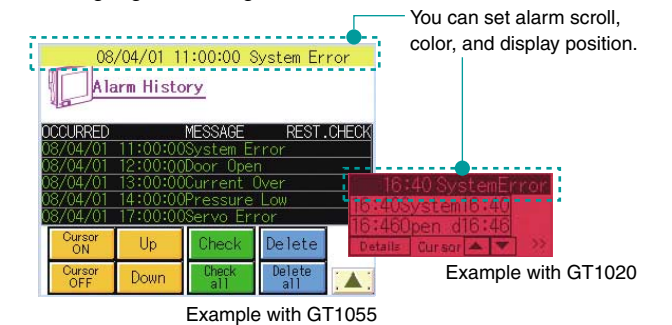 You can set alarm scroll,
color, and display position.
08/04/01 11:00:00 System Error
Alarm History
OCCURRED MESSAGE REST.CHECK
08/04/01 11:00:00System Error
08/04/01 12:00:00Door Open
08/04/01 13:00:00Current Over
08/04/01 14:00:00Pressure Low
08/04/01 17:00:00Servo Error
Cursor ON Up Check Delete
Cursor OFF Down Check all Delete all
Example with GT1055
16:40 SystemError
16:40System16:40
16:46Open d16:46
Details Cursor
Example with GT1020